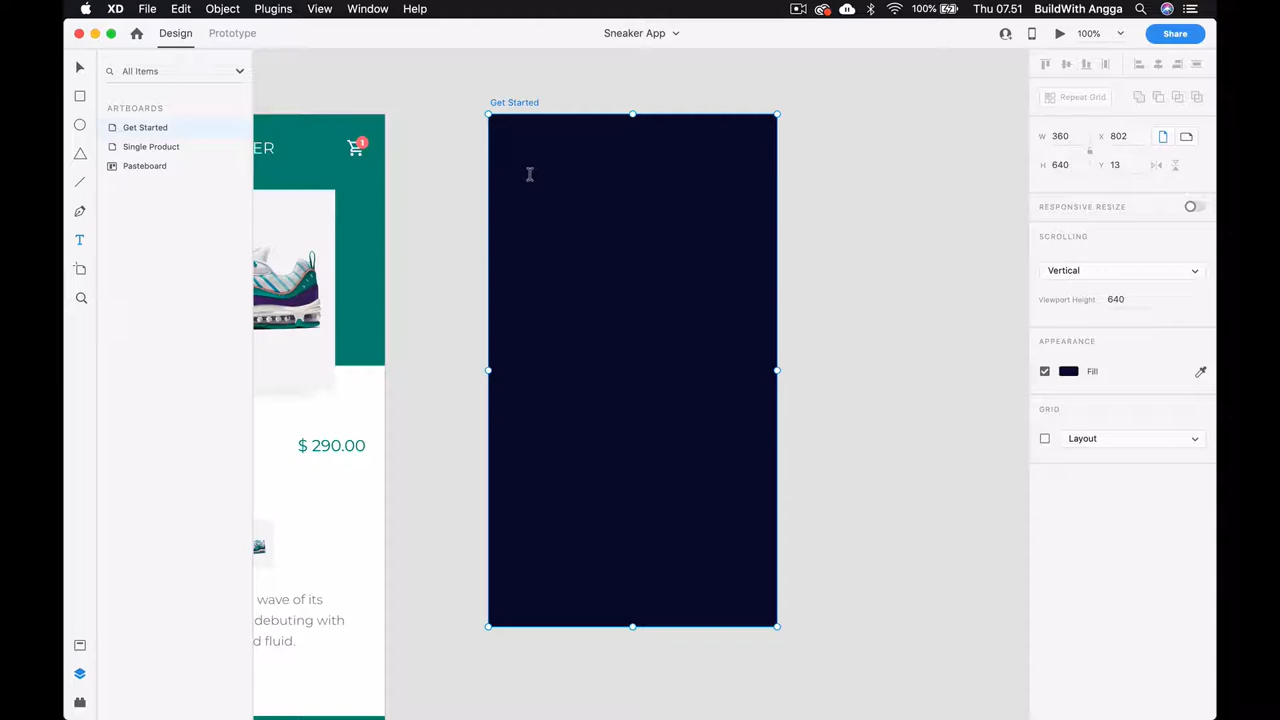 XD File Edit Object Plugins View Window Help 100% Thu 07.51 BuildWith Angga
Design Prototype Sneaker App 100% Share
All Items
ARTBOARDS
Get Started
Single Product
Pasteboard
ER
1
$ 290.00
wave of its
debuting with
d fluid.
Get Started
Repeat Grid
W 360 X 802
H 640 Y 13
RESPONSIVE RESIZE
SCROLLING
Vertical
Viewport Height 640
APPEARANCE
Fill
GRID
Layout